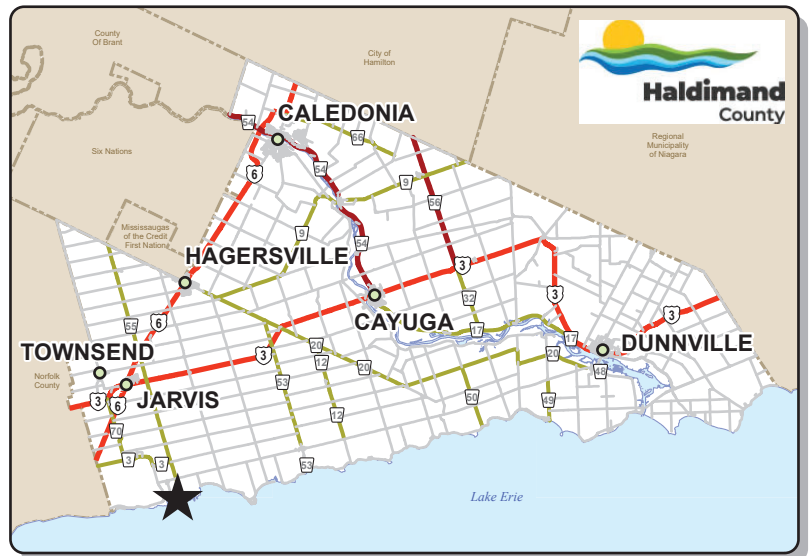 County
Of Brant
City of
Hamilton
Haldimand
County
Regional
Municipality
of Niagara
Six Nations
Mississaugas
of the Credit
First Nation
Norfolk
County
54
CALEDONIA
66
6
54
9
56
9
54
HAGERSVILLE
3
55
6
3
32
3
CAYUGA
17
17
DUNNVILLE
TOWNSEND
3
20
12
20
20
48
3
6
JARVIS
53
50
49
70
12
3
3
53
Lake Erie